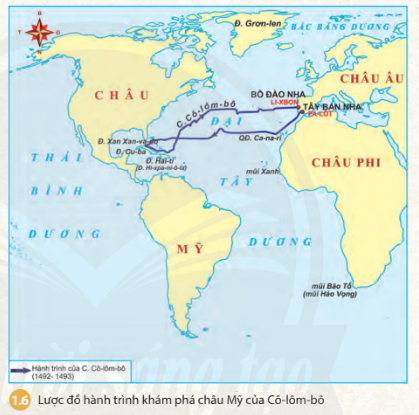 B
T
Đ
N
Đ. Grơn-len
BẮC BĂNG DƯƠNG
CHÂU
CHÂU ÂU
BỒ ĐÀO NHA
LI-XBON
TÂY BAN NHA
PA-LÔT
C. Cô-lôm-bô
ĐẠI
Đ. Xan Xan-va-đo
Đ. Cu-ba
Đ. Hai-ti
(Đ. Hi-xpa-ni-ô-la)
QĐ. Ca-na-ri
CHÂU PHI
mũi Xanh
THÁI
BÌNH
DƯƠNG
TÂY
DƯƠNG
MỸ
mũi Bão Tố
(mũi Hảo Vọng)
Hành trình của C. Cô-lôm-bô
(1492- 1493)
1.6 Lược đồ hành trình khám phá châu Mỹ của Cô-lôm-bô